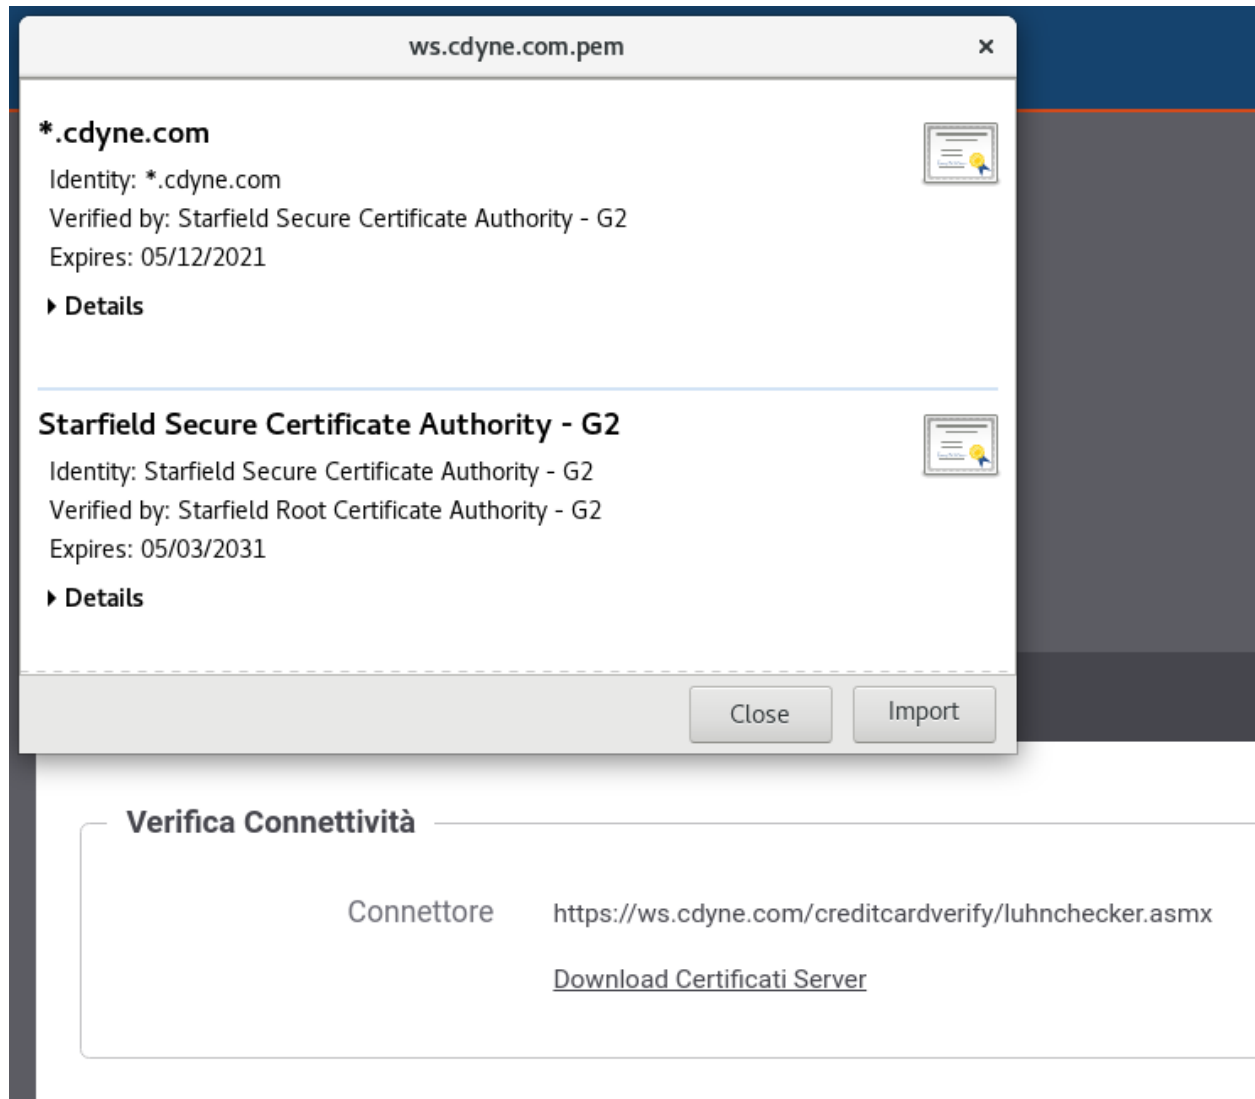 ws.cdyne.com.pem
*.cdyne.com
Identity: *.cdyne.com
Verified by: Starfield Secure Certificate Authority - G2
Expires: 05/12/2021
Details
Starfield Secure Certificate Authority - G2
Identity: Starfield Secure Certificate Authority - G2
Verified by: Starfield Root Certificate Authority - G2
Expires: 05/03/2031
Details
Close Import
Verifica Connettività
Connettore https://ws.cdyne.com/creditcardverify/luhnchecker.asmx
Download Certificati Server